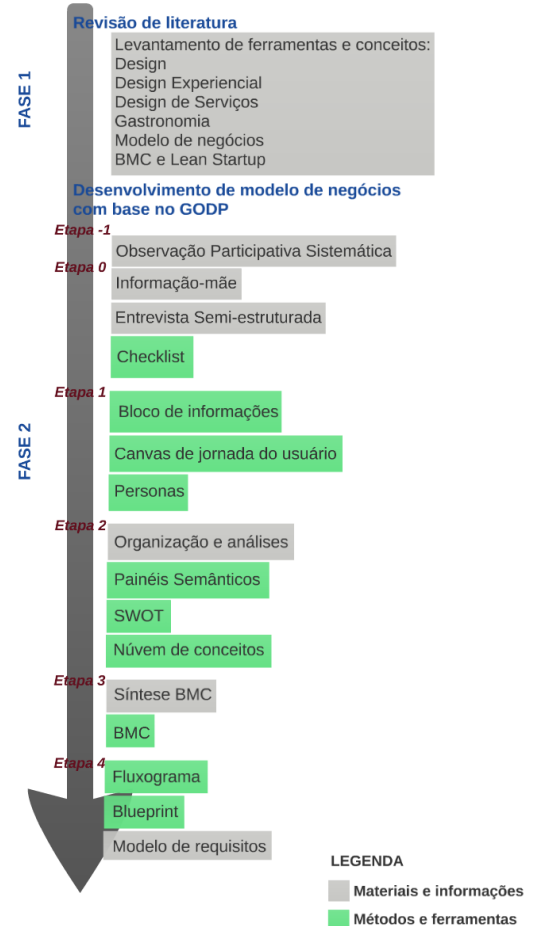 Revisão de literatura
FASE 1
Levantamento de ferramentas e conceitos:
Design
Design Experiencial
Design de Serviços
Gastronomia
Modelo de negócios
BMC e Lean Startup
Desenvolvimento de modelo de negócios
com base no GODP
FASE 2
Etapa -1
Observação Participativa Sistemática
Etapa 0
Informação-mãe
Entrevista Semi-estruturada
Checklist
Etapa 1
Bloco de informações
Canvas de jornada do usuário
Personas
Etapa 2
Organização e análises
Painéis Semânticos
SWOT
Núvem de conceitos
Etapa 3
Síntese BMC
BMC
Etapa 4
Fluxograma
Blueprint
Modelo de requisitos
LEGENDA
Materiais e informações
Métodos e ferramentas